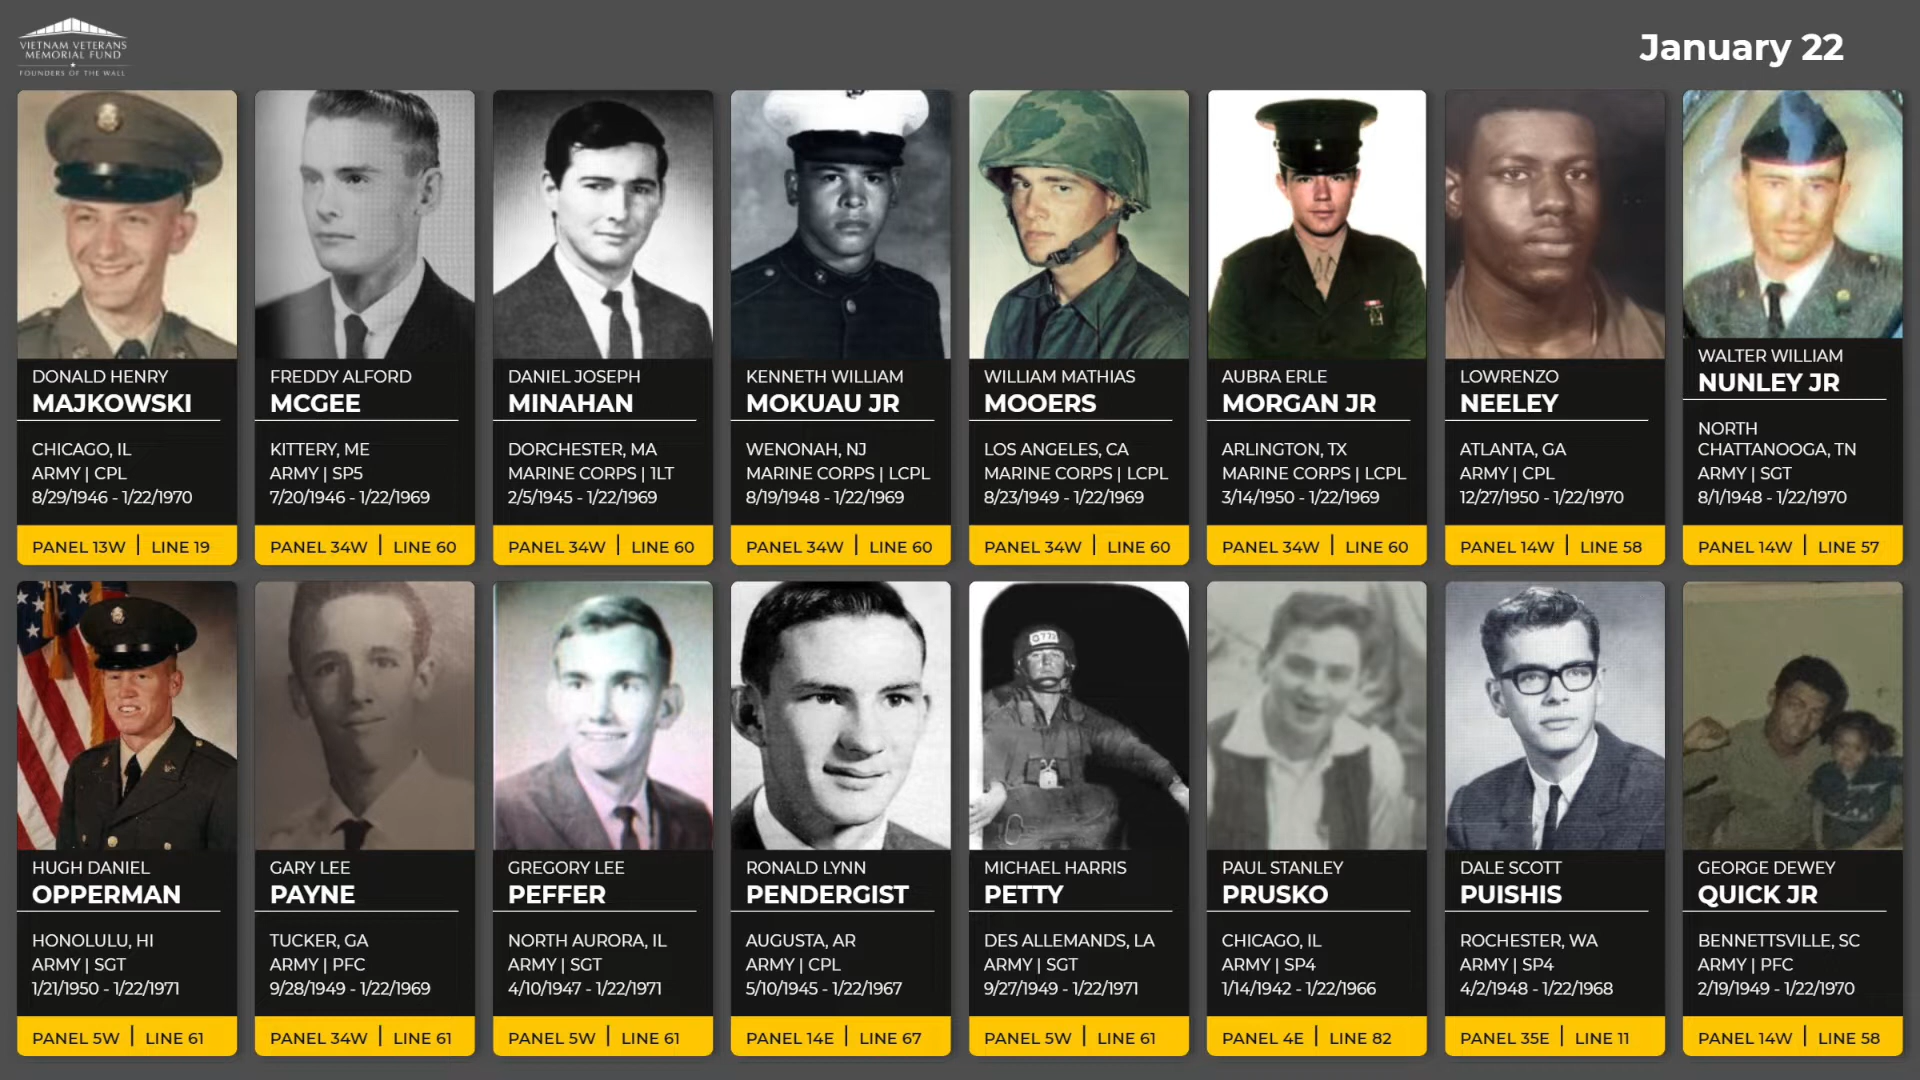 VIETNAM VETERANS
MEMORIAL FUND
FOUNDERS OF THE WALL
January 22
DONALD HENRY
MAJKOWSKI
CHICAGO, IL
ARMY | CPL
8/29/1946 - 1/22/1970
PANEL 13W | LINE 19
FREDDY ALFORD
MCGEE
KITTERY, ME
ARMY | SP5
7/20/1946 - 1/22/1969
PANEL 34W | LINE 60
DANIEL JOSEPH
MINAHAN
DORCHESTER, MA
MARINE CORPS | 1LT
2/5/1945 - 1/22/1969
PANEL 34W | LINE 60
KENNETH WILLIAM
MOKUAU JR
WENONAH, NJ
MARINE CORPS | LCPL
8/19/1948 - 1/22/1969
PANEL 34W | LINE 60
WILLIAM MATHIAS
MOOERS
LOS ANGELES, CA
MARINE CORPS | LCPL
8/23/1949 - 1/22/1969
PANEL 34W | LINE 60
AUBRA ERLE
MORGAN JR
ARLINGTON, TX
MARINE CORPS | LCPL
3/14/1950 - 1/22/1969
PANEL 34W | LINE 60
LOWRENZO
NEELEY
ATLANTA, GA
ARMY | CPL
12/27/1950 - 1/22/1970
PANEL 14W | LINE 58
WALTER WILLIAM
NUNLEY JR
NORTH
CHATTANOOGA, TN
ARMY | SGT
8/1/1948 - 1/22/1970
PANEL 14W | LINE 57
HUGH DANIEL
OPPERMAN
HONOLULU, HI
ARMY | SGT
1/21/1950 - 1/22/1971
PANEL 5W | LINE 61
GARY LEE
PAYNE
TUCKER, GA
ARMY | PFC
9/28/1949 - 1/22/1969
PANEL 34W | LINE 61
GREGORY LEE
PEFFER
NORTH AURORA, IL
ARMY | SGT
4/10/1947 - 1/22/1971
PANEL 5W | LINE 61
RONALD LYNN
PENDERGIST
AUGUSTA, AR
ARMY | CPL
5/10/1945 - 1/22/1967
PANEL 14E | LINE 67
MICHAEL HARRIS
PETTY
DES ALLEMANDS, LA
ARMY | SGT
9/27/1949 - 1/22/1971
PANEL 5W | LINE 61
PAUL STANLEY
PRUSKO
CHICAGO, IL
ARMY | SP4
1/14/1942 - 1/22/1966
PANEL 4E | LINE 82
DALE SCOTT
PUISHIS
ROCHESTER, WA
ARMY | SP4
4/2/1948 - 1/22/1968
PANEL 35E | LINE 11
GEORGE DEWEY
QUICK JR
BENNETTSVILLE, SC
ARMY | PFC
2/19/1949 - 1/22/1970
PANEL 14W | LINE 58